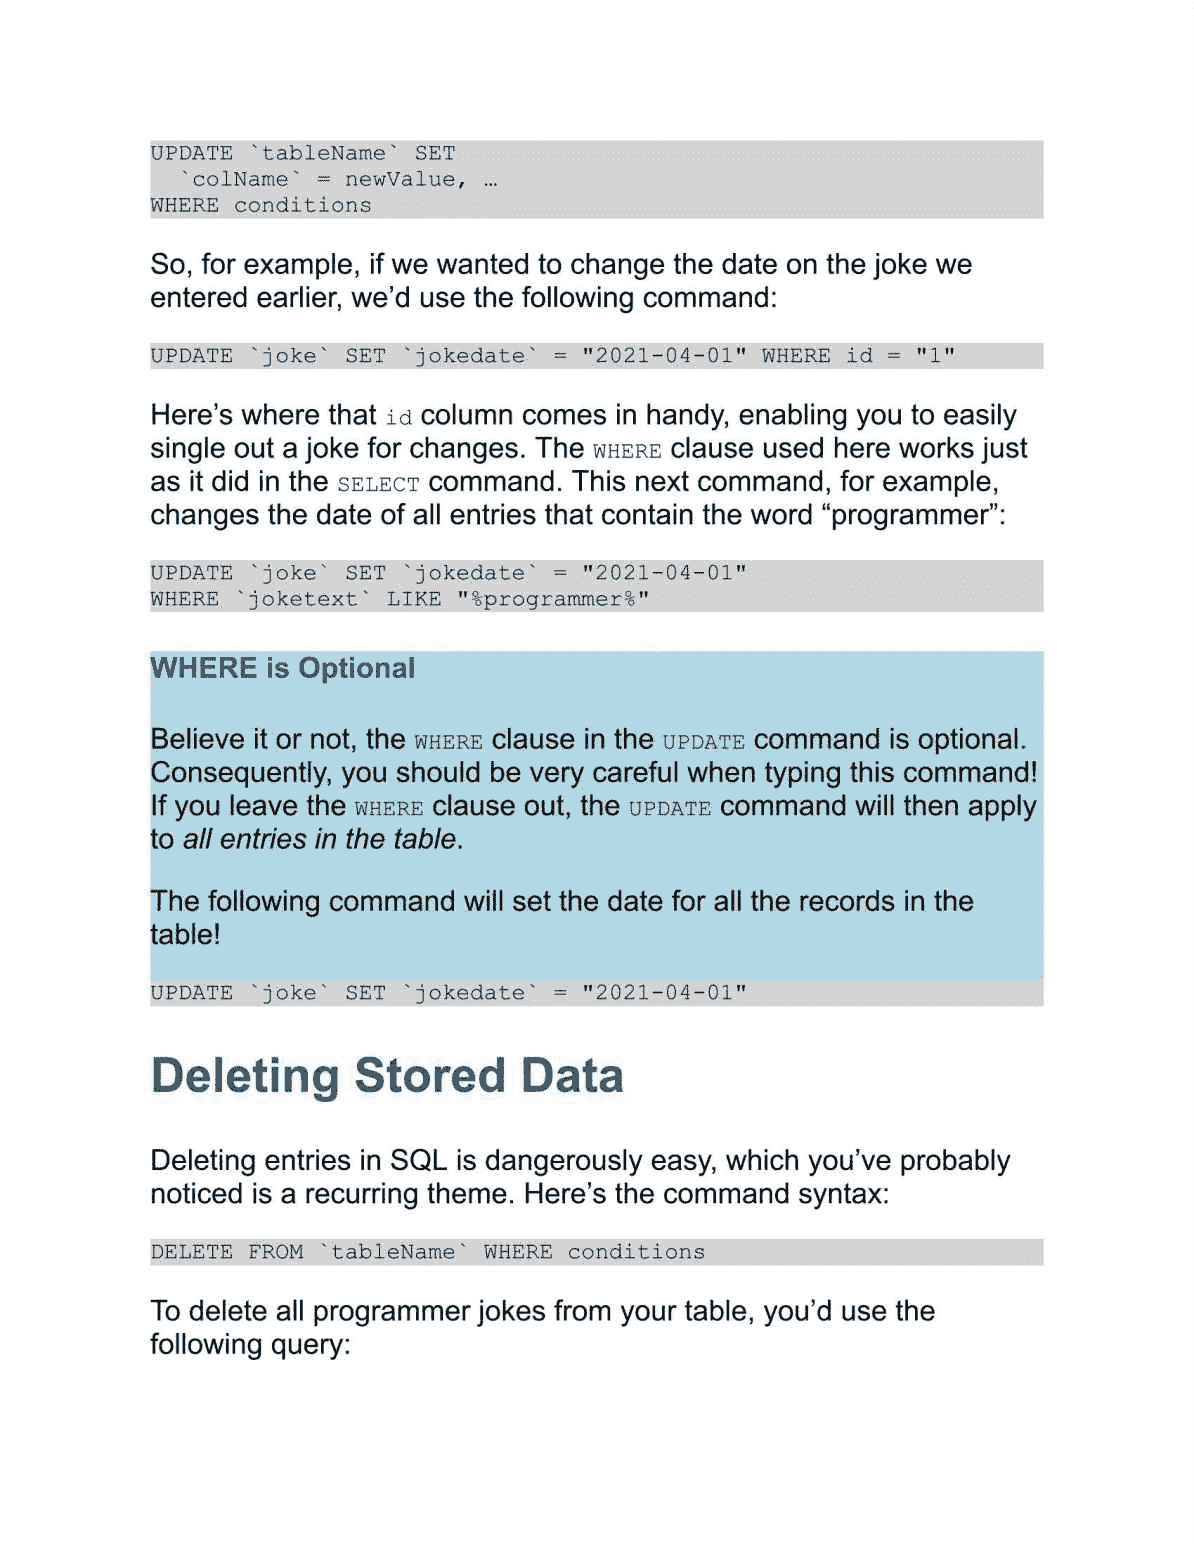 UPDATE `tableName` SET
  `colName` = newValue, …
WHERE conditions
So, for example, if we wanted to change the date on the joke we
entered earlier, we’d use the following command:
UPDATE `joke` SET `jokedate` = "2021-04-01" WHERE id = "1"
Here’s where that id column comes in handy, enabling you to easily
single out a joke for changes. The WHERE clause used here works just
as it did in the SELECT command. This next command, for example,
changes the date of all entries that contain the word “programmer”:
UPDATE `joke` SET `jokedate` = "2021-04-01"
WHERE `joketext` LIKE "%programmer%"
WHERE is Optional
Believe it or not, the WHERE clause in the UPDATE command is optional.
Consequently, you should be very careful when typing this command!
If you leave the WHERE clause out, the UPDATE command will then apply
to all entries in the table.
The following command will set the date for all the records in the
table!
UPDATE `joke` SET `jokedate` = "2021-04-01"
Deleting Stored Data
Deleting entries in SQL is dangerously easy, which you’ve probably
noticed is a recurring theme. Here’s the command syntax:
DELETE FROM `tableName` WHERE conditions
To delete all programmer jokes from your table, you’d use the
following query: